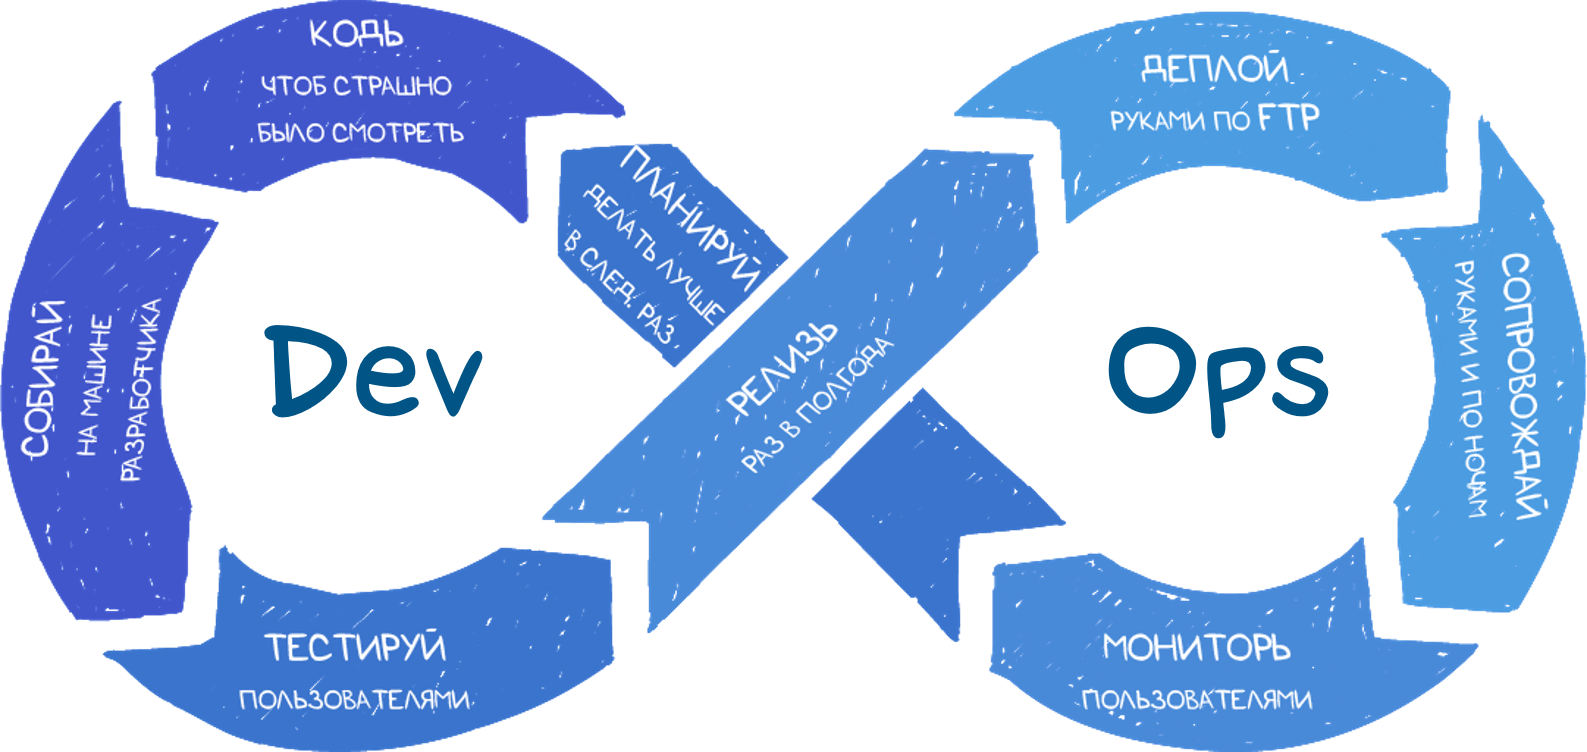 КОДЬ
ЧТОБ СТРАШНО
БЫЛО СМОТРЕТЬ
СОБИРАЙ
НА МАШИНЕ
РАЗРАБОТЧИКА
ТЕСТИРУЙ
ПОЛЬЗОВАТЕЛЯМИ
ПЛАНИРУЙ
ДЕЛАТЬ ЛУЧШЕ
В СЛЕД. РАЗ
Dev
РЕЛИЗЬ
РАЗ В ПОЛГОДА
Ops
ДЕПЛОЙ
РУКАМИ ПО FTP
СОПРОВОЖДАЙ
РУКАМИ И ПО НОЧАМ
МОНИТОРЬ
ПОЛЬЗОВАТЕЛЯМИ